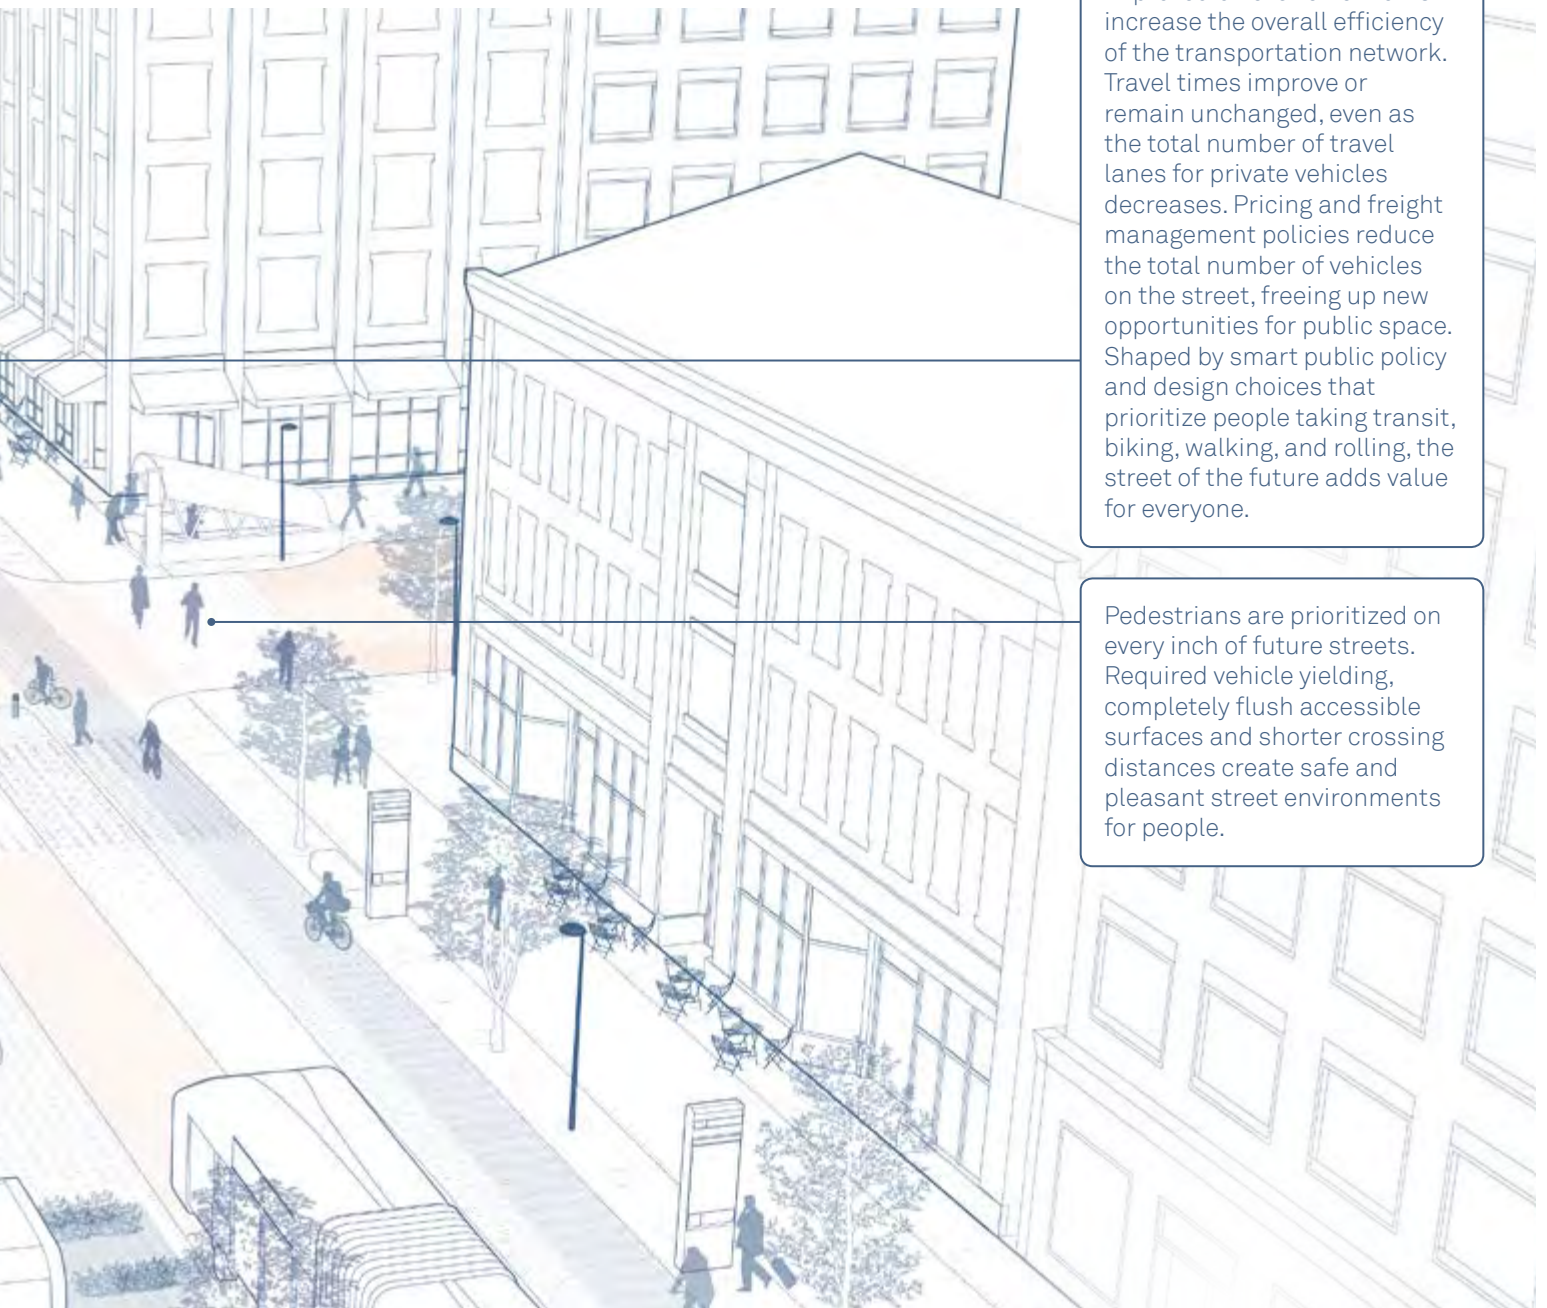 increase the overall efficiency
of the transportation network.
Travel times improve or
remain unchanged, even as
the total number of travel
lanes for private vehicles
decreases. Pricing and freight
management policies reduce
the total number of vehicles
on the street, freeing up new
opportunities for public space.
Shaped by smart public policy
and design choices that
prioritize people taking transit,
biking, walking, and rolling, the
street of the future adds value
for everyone.
Pedestrians are prioritized on
every inch of future streets.
Required vehicle yielding,
completely flush accessible
surfaces and shorter crossing
distances create safe and
pleasant street environments
for people.